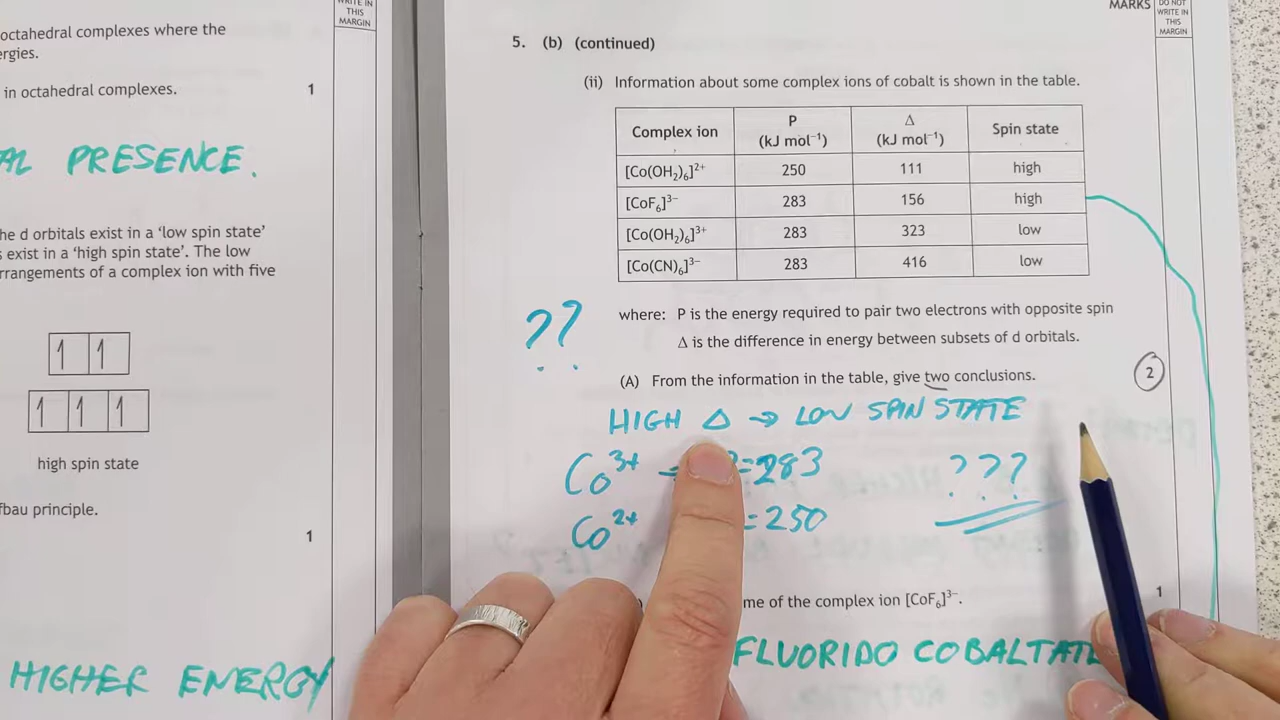 octahedral complexes where the
ergies.
in octahedral complexes.
1
AL PRESENCE.
he d orbitals exist in a 'low spin state'
s exist in a 'high spin state'. The low
rrangements of a complex ion with five
1 1
1 1 1
high spin state
fbau principle.
1
HIGHER ENERGY
WRITE IN
THIS
MARGIN
MARKS
DO NOT
WRITE IN
THIS
MARGIN
5. (b) (continued)
(ii) Information about some complex ions of cobalt is shown in the table.
Complex ion P (kJ mol⁻¹) Δ (kJ mol⁻¹) Spin state
[Co(OH₂)₆]²⁺ 250 111 high
[CoF₆]³⁻ 283 156 high
[Co(OH₂)₆]³⁺ 283 323 low
[Co(CN)₆]³⁻ 283 416 low
??
where: P is the energy required to pair two electrons with opposite spin
Δ is the difference in energy between subsets of d orbitals.
(A) From the information in the table, give two conclusions.
2
HIGH Δ → LOW SPIN STATE
Co³⁺ =283
Co²⁺ =250
???
me of the complex ion [CoF₆]³⁻.
1
FLUORIDO COBALTATE